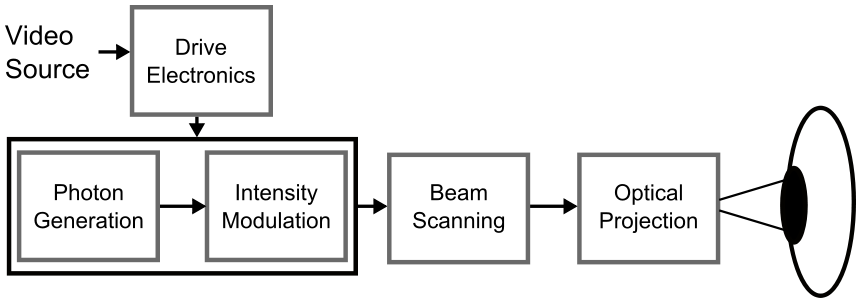 Video
Source
Drive
Electronics
Photon
Generation
Intensity
Modulation
Beam
Scanning
Optical
Projection